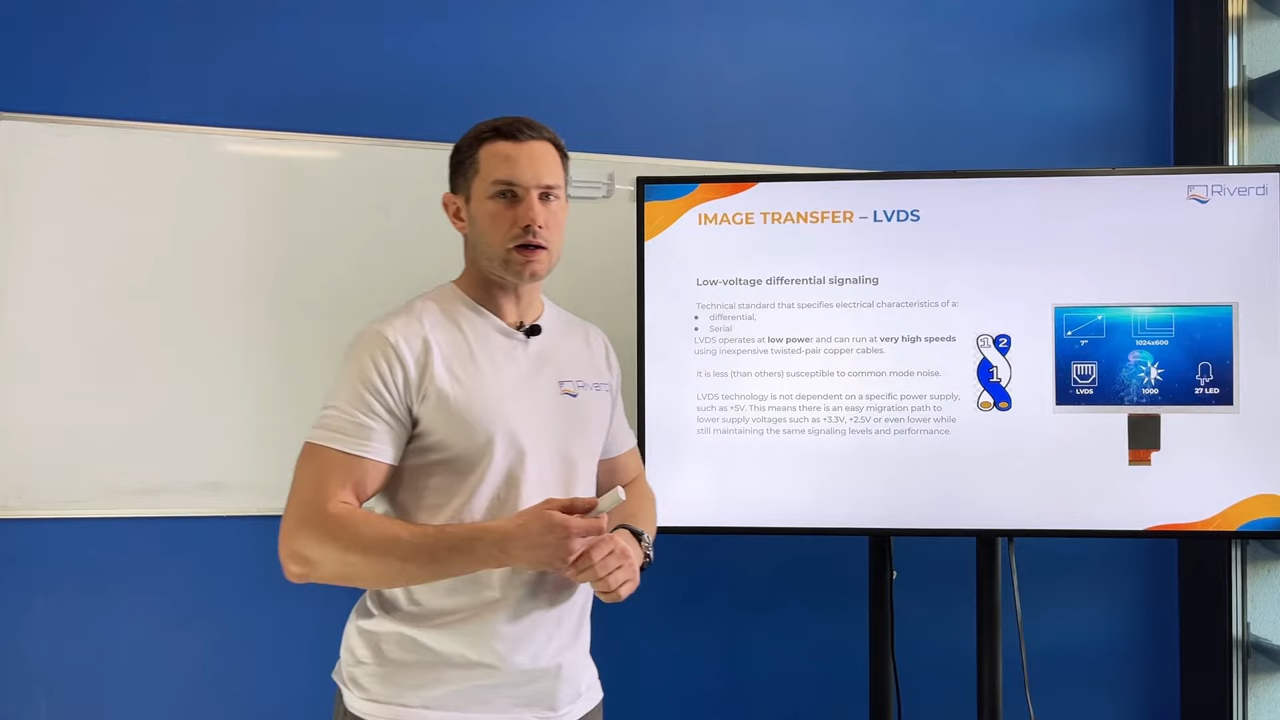 Riverdi
IMAGE TRANSFER – LVDS
Low-voltage differential signaling
Technical standard that specifies electrical characteristics of a:
● differential,
● Serial
LVDS operates at low power and can run at very high speeds
using inexpensive twisted-pair copper cables.
It is less (than others) susceptible to common mode noise.
LVDS technology is not dependent on a specific power supply,
such as +5V. This means there is an easy migration path to
lower supply voltages such as +3.3V, +2.5V or even lower while
still maintaining the same signaling levels and performance.
1 2
1
7"
1024x600
LVDS
1000
27 LED
Riverdi